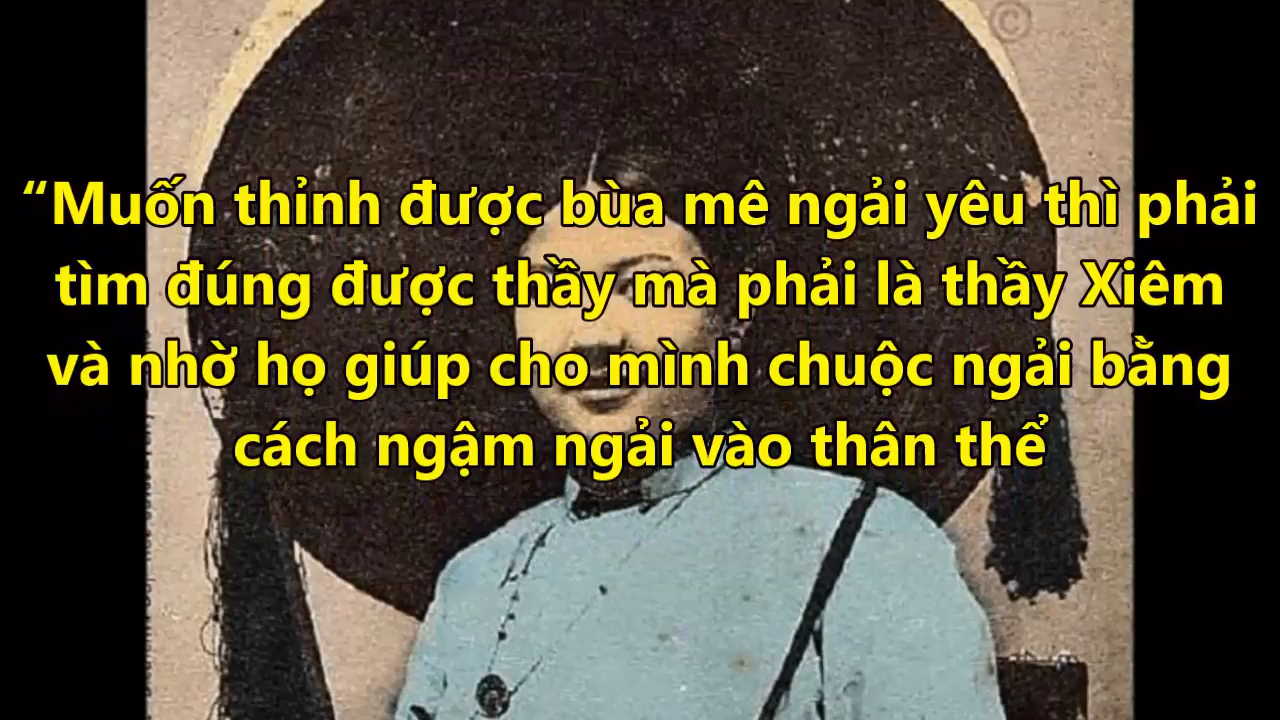 ©
“Muốn thỉnh được bùa mê ngải yêu thì phải
tìm đúng được thầy mà phải là thầy Xiêm
và nhờ họ giúp cho mình chuộc ngải bằng
cách ngậm ngải vào thân thể